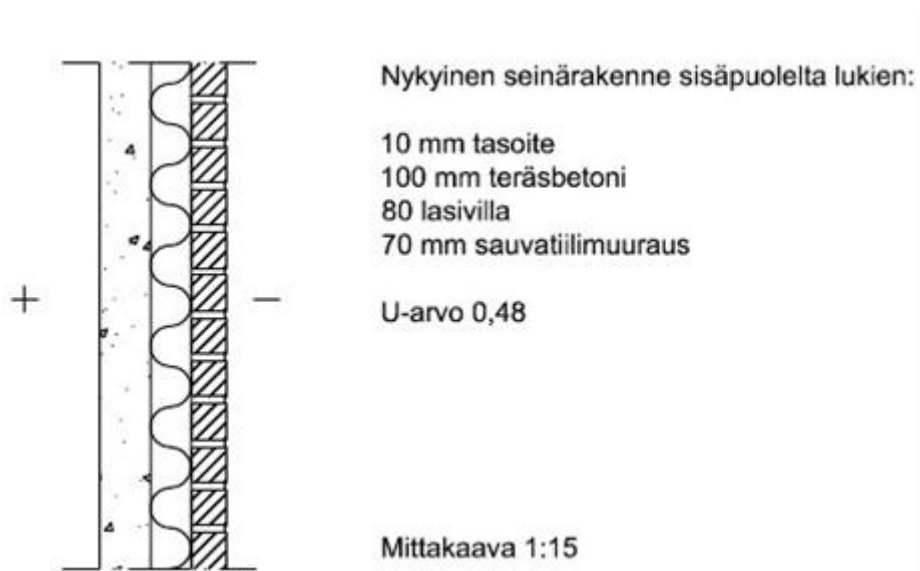 Nykyinen seinärakenne sisäpuolelta lukien:
10 mm tasoite
100 mm teräsbetoni
80 lasivilla
70 mm sauvatiilimuuraus
+
–
U-arvo 0,48
Mittakaava 1:15